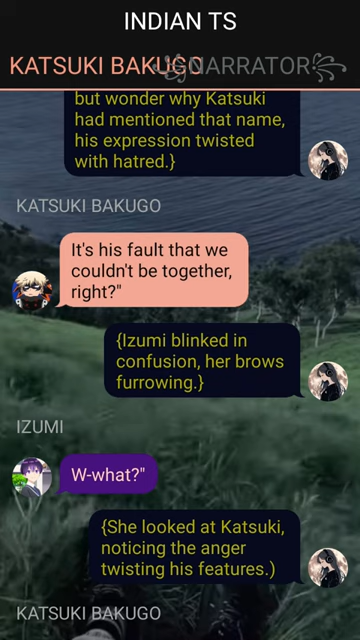 INDIAN TS
KATSUKI BAKUGO NARRATOR
but wonder why Katsuki
had mentioned that name,
his expression twisted
with hatred.}
KATSUKI BAKUGO
It's his fault that we
couldn't be together,
right?"
{Izumi blinked in
confusion, her brows
furrowing.}
IZUMI
W-what?"
{She looked at Katsuki,
noticing the anger
twisting his features.)
KATSUKI BAKUGO